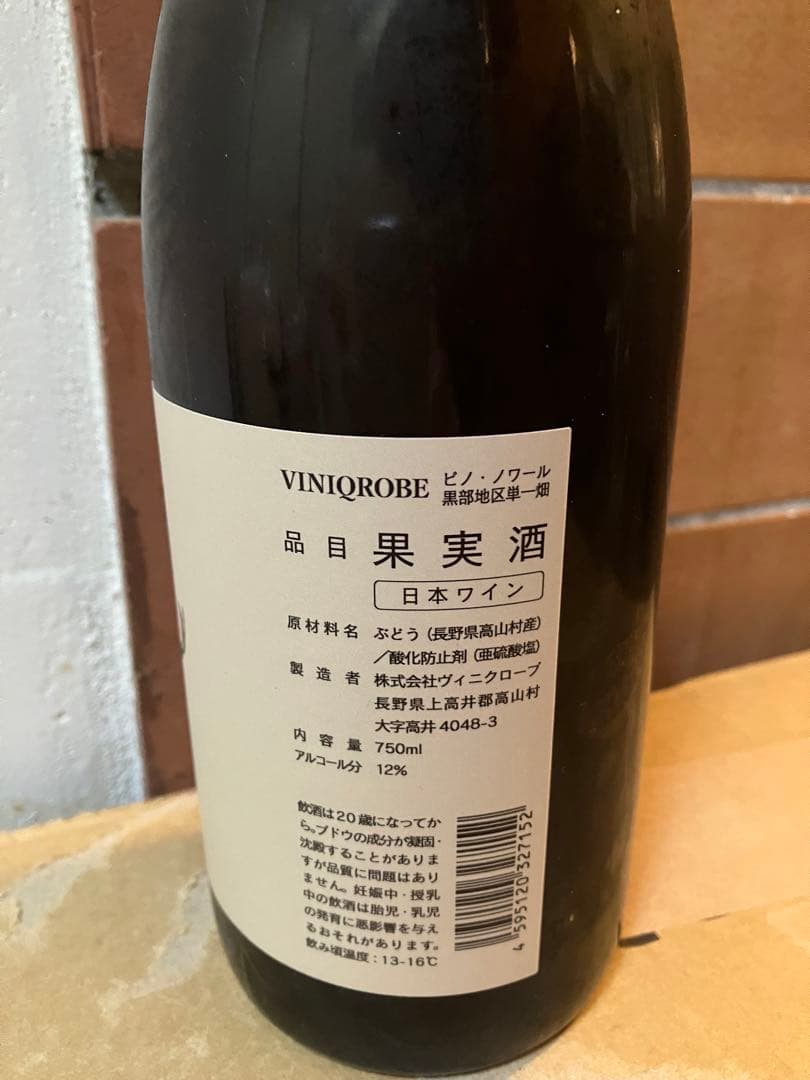 VINIQROBE ピノ・ノワール
黒部地区単一畑
品目 果実酒
日本ワイン
原材料名 ぶどう（長野県高山村産）
／酸化防止剤（亜硫酸塩）
製造者 株式会社ヴィニクローブ
長野県上高井郡高山村
大字高井 4048-3
内容量 750ml
アルコール分 12%
飲酒は20歳になってか
ら。ブドウの成分が凝固・
沈殿することがありま
すが品質に問題はあり
ません。妊娠中・授乳
中の飲酒は胎児・乳児
の発育に悪影響を与え
るおそれがあります。
飲み頃温度：13-16℃
4 595120 327152